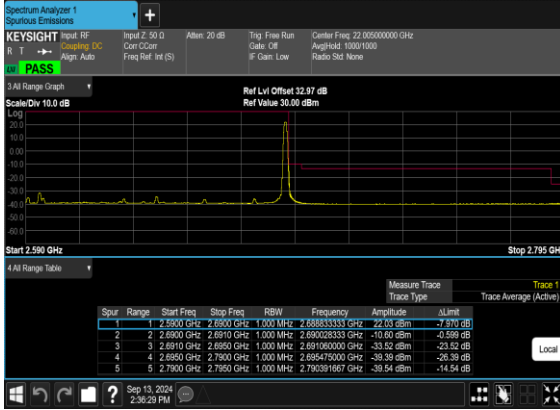 Spectrum Analyzer 1
Spurious Emissions
+
KEYSIGHT
R T
PASS
Input: RF
Coupling: DC
Align: Auto
Input Z: 50 Ω
Corr CCorr
Freq Ref: Int (S)
Atten: 20 dB
Trig: Free Run
Gate: Off
IF Gain: Low
Center Freq: 22.005000000 GHz
Avg|Hold: 1000/1000
Radio Std: None
3 All Range Graph
Scale/Div 10.0 dB
Ref Lvl Offset 32.97 dB
Ref Value 30.00 dBm
Log
20.0
10.0
0.00
-10.0
-20.0
-30.0
-40.0
-50.0
-60.0
Start 2.590 GHz
Stop 2.795 GH
4 All Range Table
Measure Trace Trace 1
Trace Type Trace Average (Active)
Spur Range Start Freq Stop Freq RBW Frequency Amplitude ΔLimit
1 1 2.5900 GHz 2.6900 GHz 1.000 MHz 2.688833333 GHz 22.03 dBm -7.970 dB
2 2 2.6900 GHz 2.6910 GHz 1.000 MHz 2.690028333 GHz -10.60 dBm -0.599 dB
3 3 2.6910 GHz 2.6950 GHz 1.000 MHz 2.691060000 GHz -33.52 dBm -23.52 dB
4 4 2.6950 GHz 2.7900 GHz 1.000 MHz 2.695475000 GHz -39.39 dBm -26.39 dB
5 5 2.7900 GHz 2.7950 GHz 1.000 MHz 2.790391667 GHz -39.54 dBm -14.54 dB
Local
?
Sep 13, 2024
2:36:29 PM